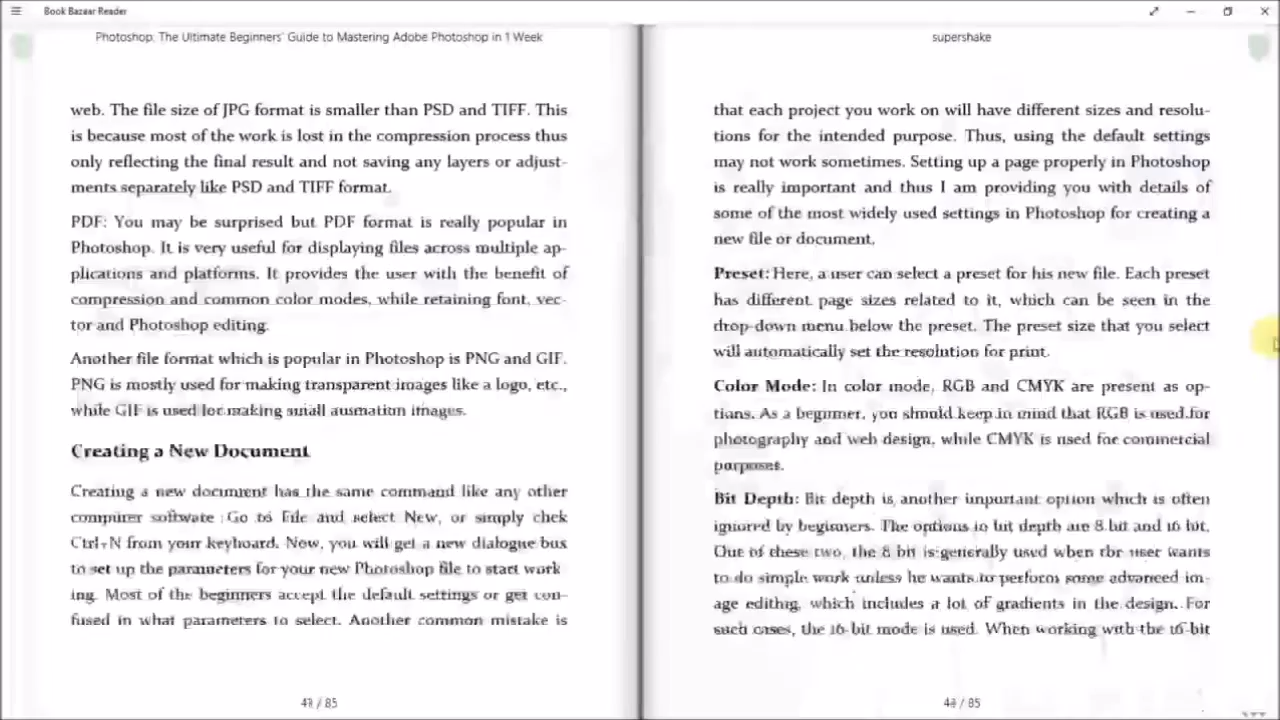 Book Bazaar Reader
Photoshop. The Ultimate Beginners' Guide to Mastering Adobe Photoshop in 1 Week
web. The file size of JPG format is smaller than PSD and TIFF. This
is because most of the work is lost in the compression process thus
only reflecting the final result and not saving any layers or adjust-
ments separately like PSD and TIFF format.
PDF: You may be surprised but PDF format is really popular in
Photoshop. It is very useful for displaying files across multiple ap-
plications and platforms. It provides the user with the benefit of
compression and common color modes, while retaining font, vec-
tor and Photoshop editing.
Another file format which is popular in Photoshop is PNG and GIF.
PNG is mostly used for making transparent images like a logo, etc.,
while GIF is used for making small images.
Creating a New Document
Creating a new document has the same command like any other
computer software Go to File and select New, or simply
Ctrl+N from your keyboard. Now, you will get a new dialogue box
to set up the parameters for your new Photoshop file to start work
ing. Most of the beginners accept the default settings or get con-
fused in what parameters to select. Another common mistake is
/ 85
supershake
that each project you work on will have different sizes and resolu-
tions for the intended purpose. Thus, using the default settings
may not work sometimes. Setting up a page properly in Photoshop
is really important and thus I am providing you with details of
some of the most widely used settings in Photoshop for creating a
new file or document.
Preset: Here, a user can select a preset for his new file. Each preset
has different page sizes related to it, which can be seen in the
drop-down menu below the preset. The preset size that you select
will automatically set the resolution for print.
Color Mode: In color mode, RGB and CMYK are present as op-
tions. As a beginner, you should keep in mind that RGB is used for
photography and web design, while CMYK is used for commercial
purposes.
Bit Depth: Bit depth is another important option which is often
ignored by beginners. The options in bit depth are 8 bit and 16 bit.
Out of these two, the 8 bit is generally used when the user wants
to do simple work unless he wants to perform some advanced im-
age editing, which includes a lot of gradients in the design. For
such cases, the 16-bit mode is used. When working with the 16-bit
/ 85